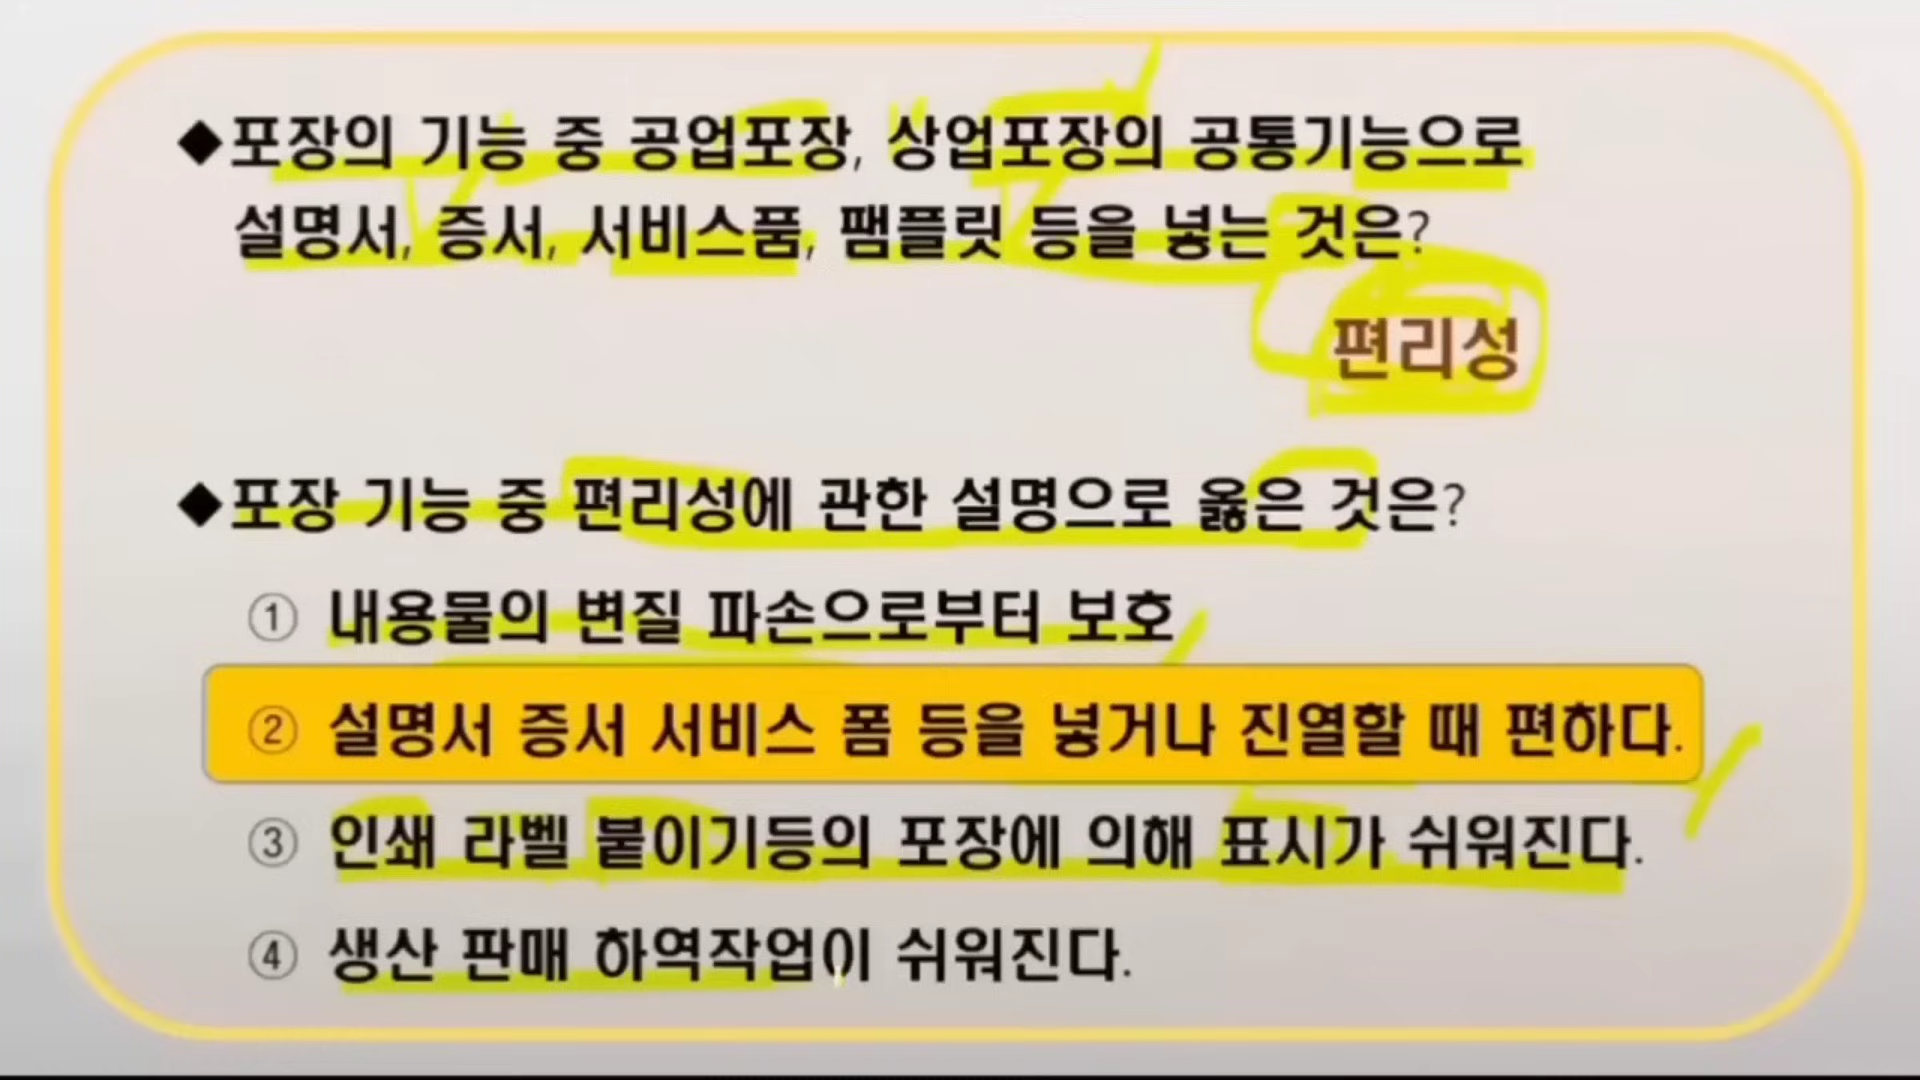 ◆포장의 기능 중 공업포장, 상업포장의 공통기능으로
설명서, 증서, 서비스품, 팸플릿 등을 넣는 것은?
편리성
◆포장 기능 중 편리성에 관한 설명으로 옳은 것은?
① 내용물의 변질 파손으로부터 보호
② 설명서 증서 서비스 폼 등을 넣거나 진열할 때 편하다.
③ 인쇄 라벨 붙이기등의 포장에 의해 표시가 쉬워진다.
④ 생산 판매 하역작업이 쉬워진다.